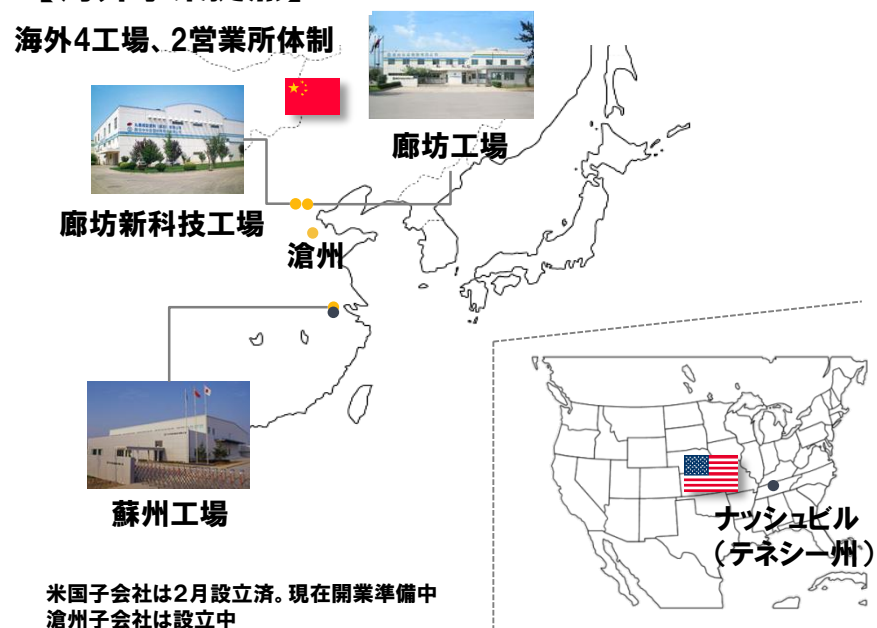 海外4工場、2営業所体制
廊坊工場
廊坊新科技工場
滄州
蘇州工場
ナッシュビル
（テネシー州）
米国子会社は2月設立済。現在開業準備中
滄州子会社は設立中